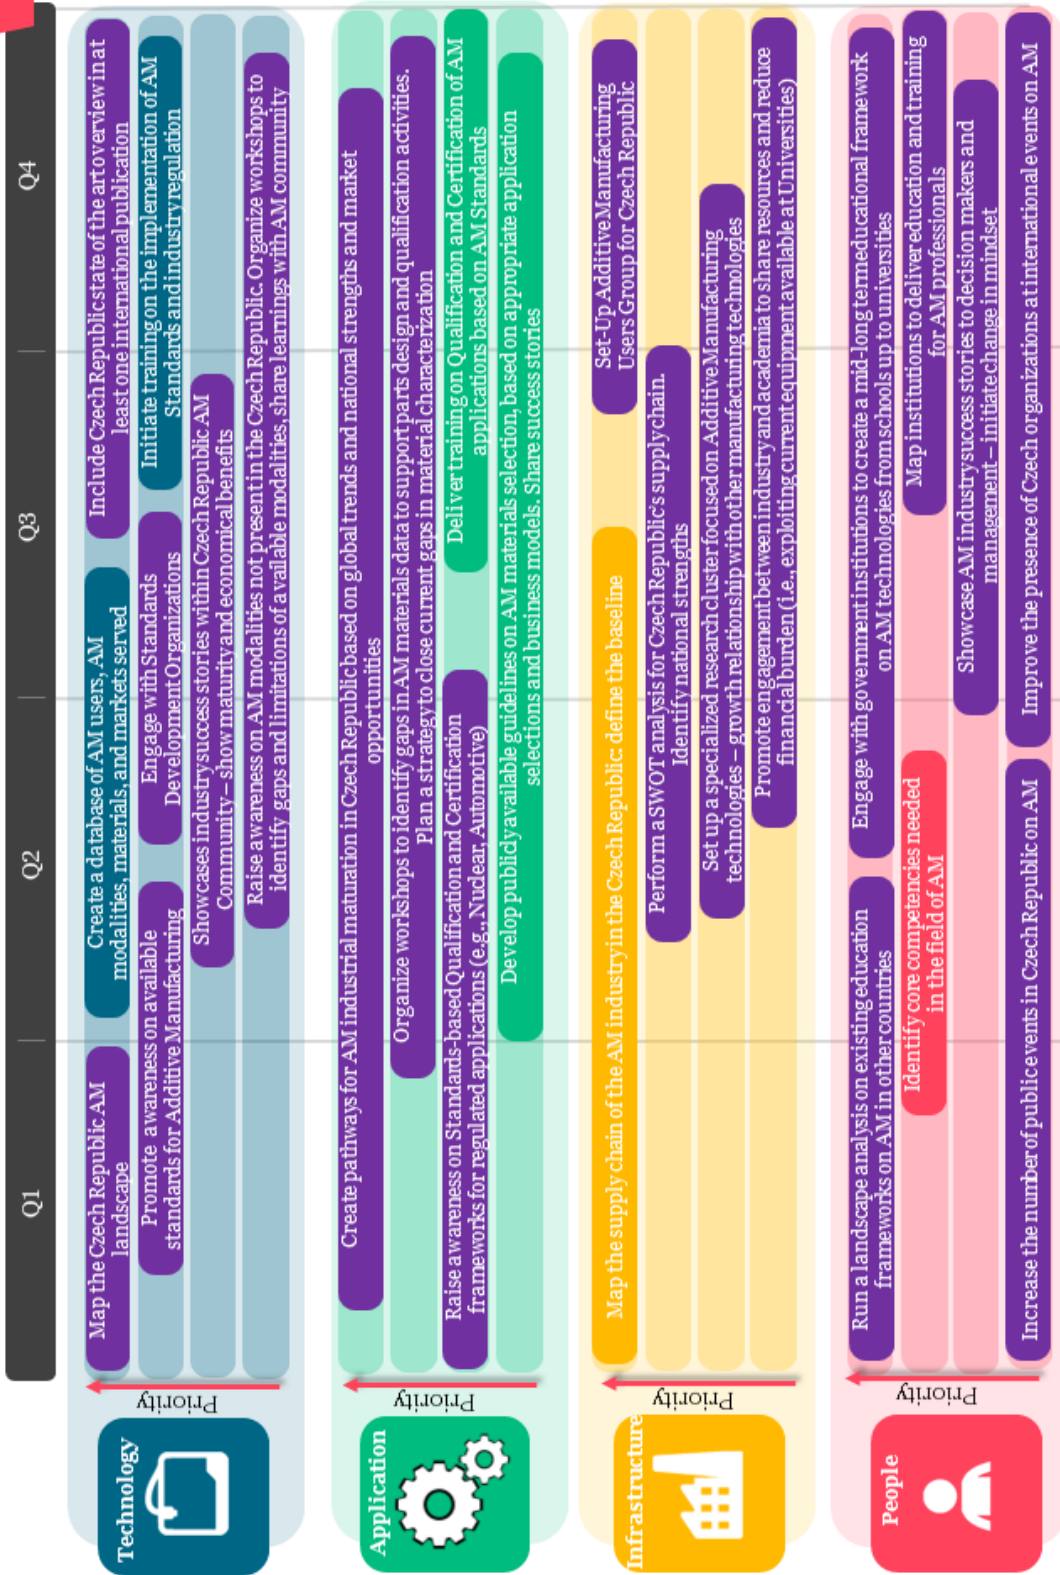 Q1
Q2
Q3
Q4
Technology
Priority
Map the Czech Republic AM
landscape
Create a database of AM users, AM
modalities, materials, and markets served
Include Czech Republic state of the art overview in at
least one international publication
Promote awareness on available
standards for Additive Manufacturing
Engage with Standards
Development Organizations
Initiate training on the implementation of AM
Standards and industry regulation
Showcases industry success stories within Czech Republic AM
Community – show maturity and economical benefits
Raise awareness on AM modalities not present in the Czech Republic. Organize workshops to
identify gaps and limitations of available modalities, share learnings with AM community
Application
Priority
Create pathways for AM industrial maturation in Czech Republic based on global trends and national strengths and market
opportunities
Organize workshops to identify gaps in AM materials data to support parts design and qualification activities.
Plan a strategy to close current gaps in material characterization
Raise awareness on Standards-based Qualification and Certification
frameworks for regulated applications (e.g., Nuclear, Automotive)
Deliver training on Qualification and Certification of AM
applications based on AM Standards
Develop publicly available guidelines on AM materials selection, based on appropriate application
selections and business models. Share success stories
Infrastructure
Priority
Map the supply chain of the AM industry in the Czech Republic: define the baseline
Set-Up Additive Manufacturing
Users Group for Czech Republic
Perform a SWOT analysis for Czech Republic's supply chain.
Identify national strengths
Set up a specialized research cluster focused on Additive Manufacturing
technologies – growth relationship with other manufacturing technologies
Promote engagement between industry and academia to share resources and reduce
financial burden (i.e., exploiting current equipment available at Universities)
People
Priority
Run a landscape analysis on existing education
frameworks on AM in other countries
Engage with government institutions to create a mid-long term educational framework
on AM technologies from schools up to universities
Identify core competencies needed
in the field of AM
Map institutions to deliver education and training
for AM professionals
Showcase AM industry success stories to decision makers and
management – initiate change in mindset
Increase the number of public events in Czech Republic on AM
Improve the presence of Czech organizations at international events on AM